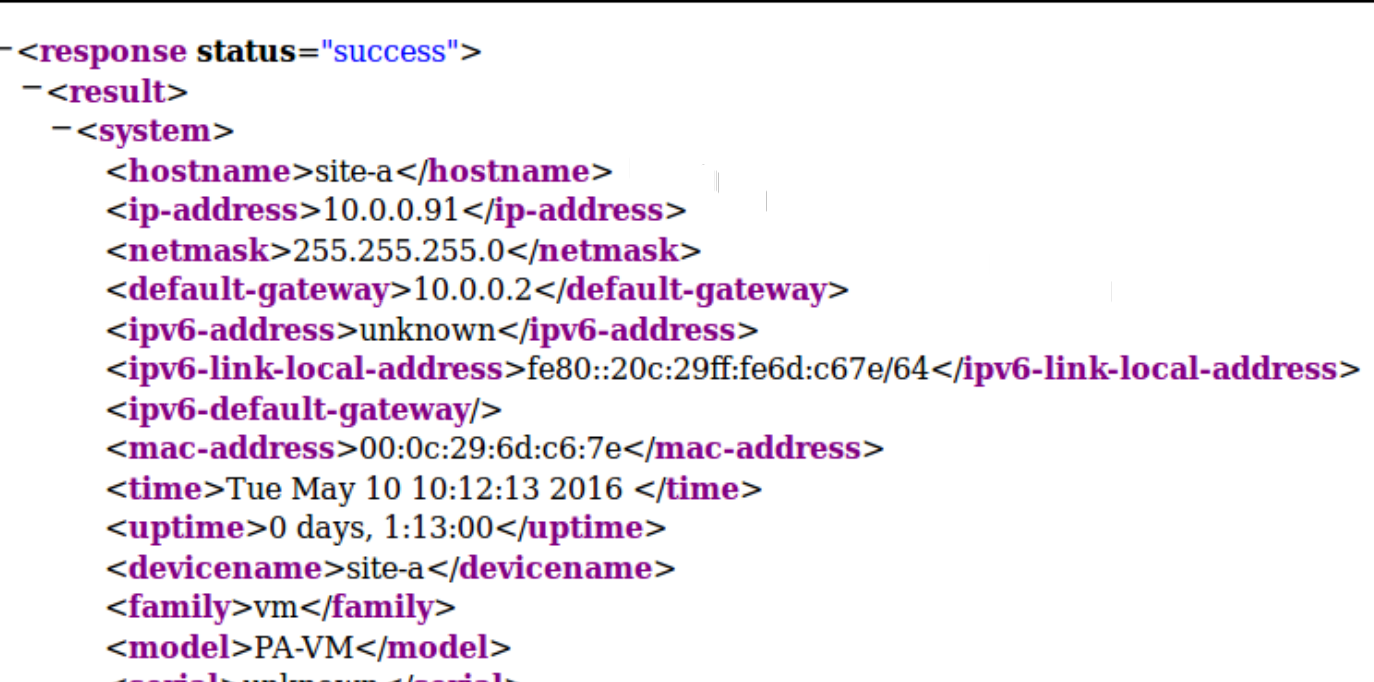 −<response status="success">
−<result>
−<system>
<hostname>site-a</hostname>
<ip-address>10.0.0.91</ip-address>
<netmask>255.255.255.0</netmask>
<default-gateway>10.0.0.2</default-gateway>
<ipv6-address>unknown</ipv6-address>
<ipv6-link-local-address>fe80::20c:29ff:fe6d:c67e/64</ipv6-link-local-address>
<ipv6-default-gateway/>
<mac-address>00:0c:29:6d:c6:7e</mac-address>
<time>Tue May 10 10:12:13 2016 </time>
<uptime>0 days, 1:13:00</uptime>
<devicename>site-a</devicename>
<family>vm</family>
<model>PA-VM</model>
<serial>unknown</serial>